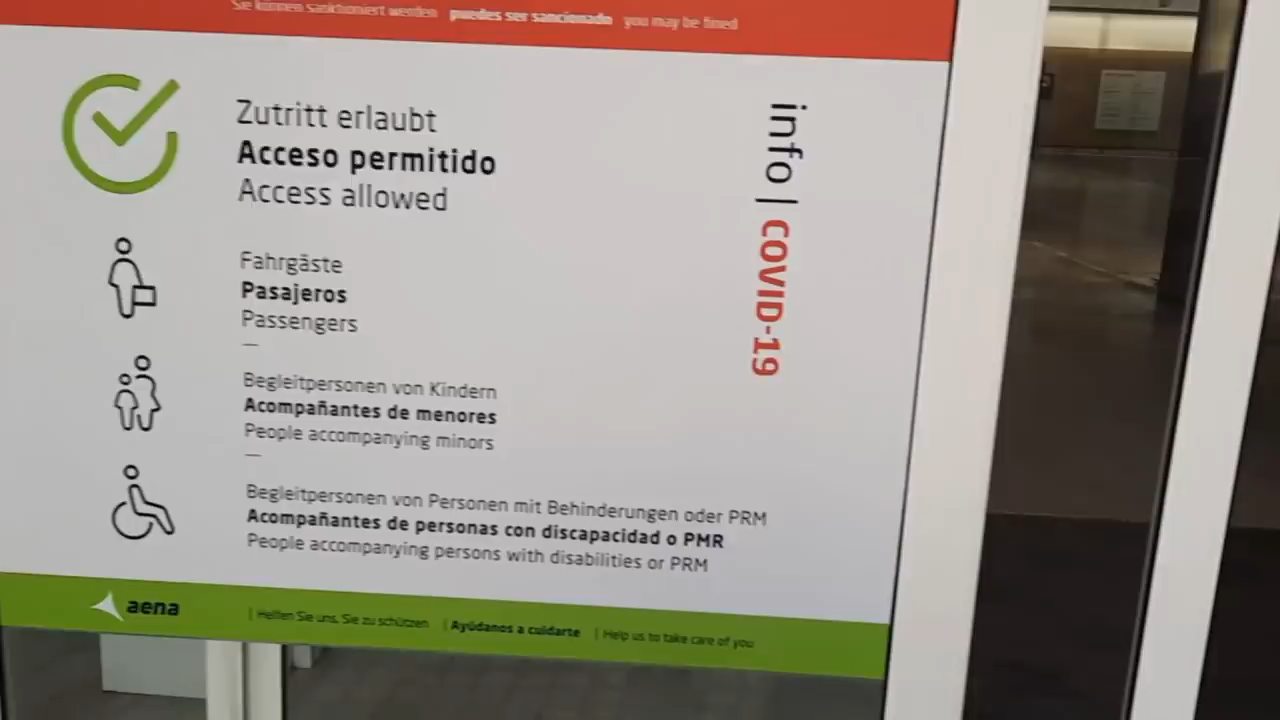 Sie können sanktioniert werden puedes ser sancionado you may be fined
Zutritt erlaubt
Acceso permitido
Access allowed
info | COVID-19
Fahrgäste
Pasajeros
Passengers
Begleitpersonen von Kindern
Acompañantes de menores
People accompanying minors
Begleitpersonen von Personen mit Behinderungen oder PRM
Acompañantes de personas con discapacidad o PMR
People accompanying persons with disabilities or PRM
aena | Helfen Sie uns, Sie zu schützen | Ayúdanos a cuidarte | Help us to take care of you